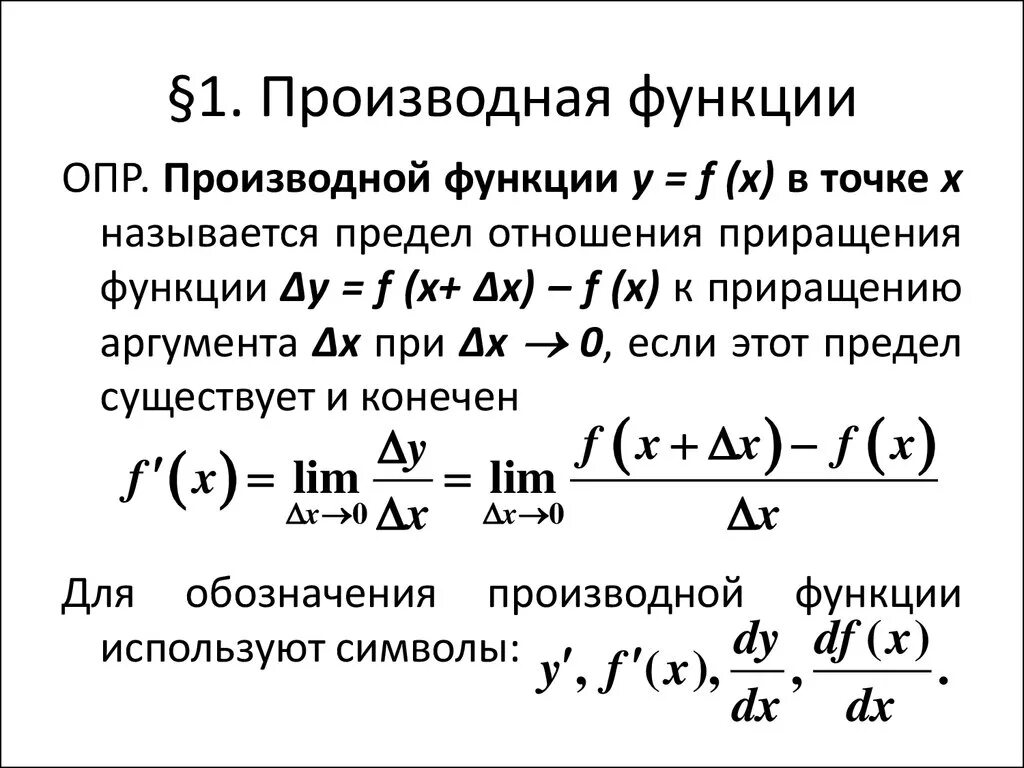 §1. Производная функции
ОПР. Производной функции y = f (x) в точке x
называется предел отношения приращения
функции Δy = f (x+ Δx) – f (x) к приращению
аргумента Δx при Δx → 0, если этот предел
существует и конечен
f ′(x) = lim Δx→0 Δy/Δx = lim Δx→0 (f (x + Δx) − f (x))/Δx
Для обозначения производной функции
используют символы: y′, f ′(x), dy/dx, df (x)/dx.